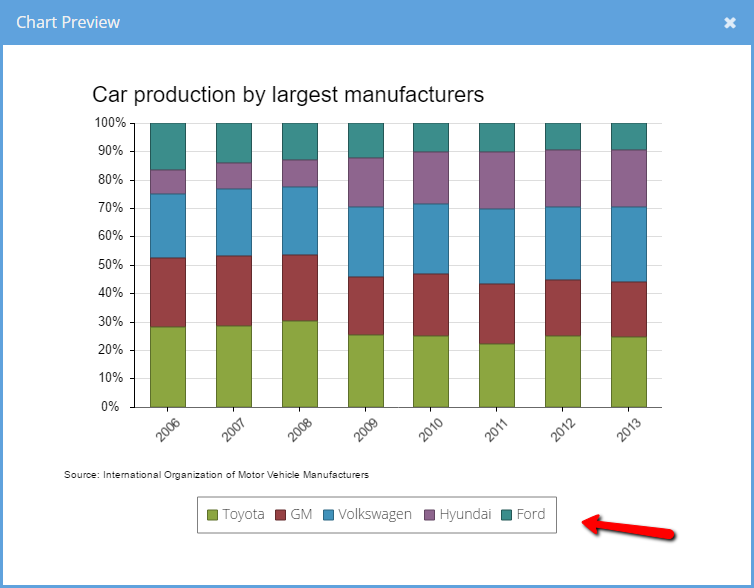 Chart Preview
Car production by largest manufacturers
100%
90%
80%
70%
60%
50%
40%
30%
20%
10%
0%
2006 2007 2008 2009 2010 2011 2012 2013
Source: International Organization of Motor Vehicle Manufacturers
Toyota GM Volkswagen Hyundai Ford